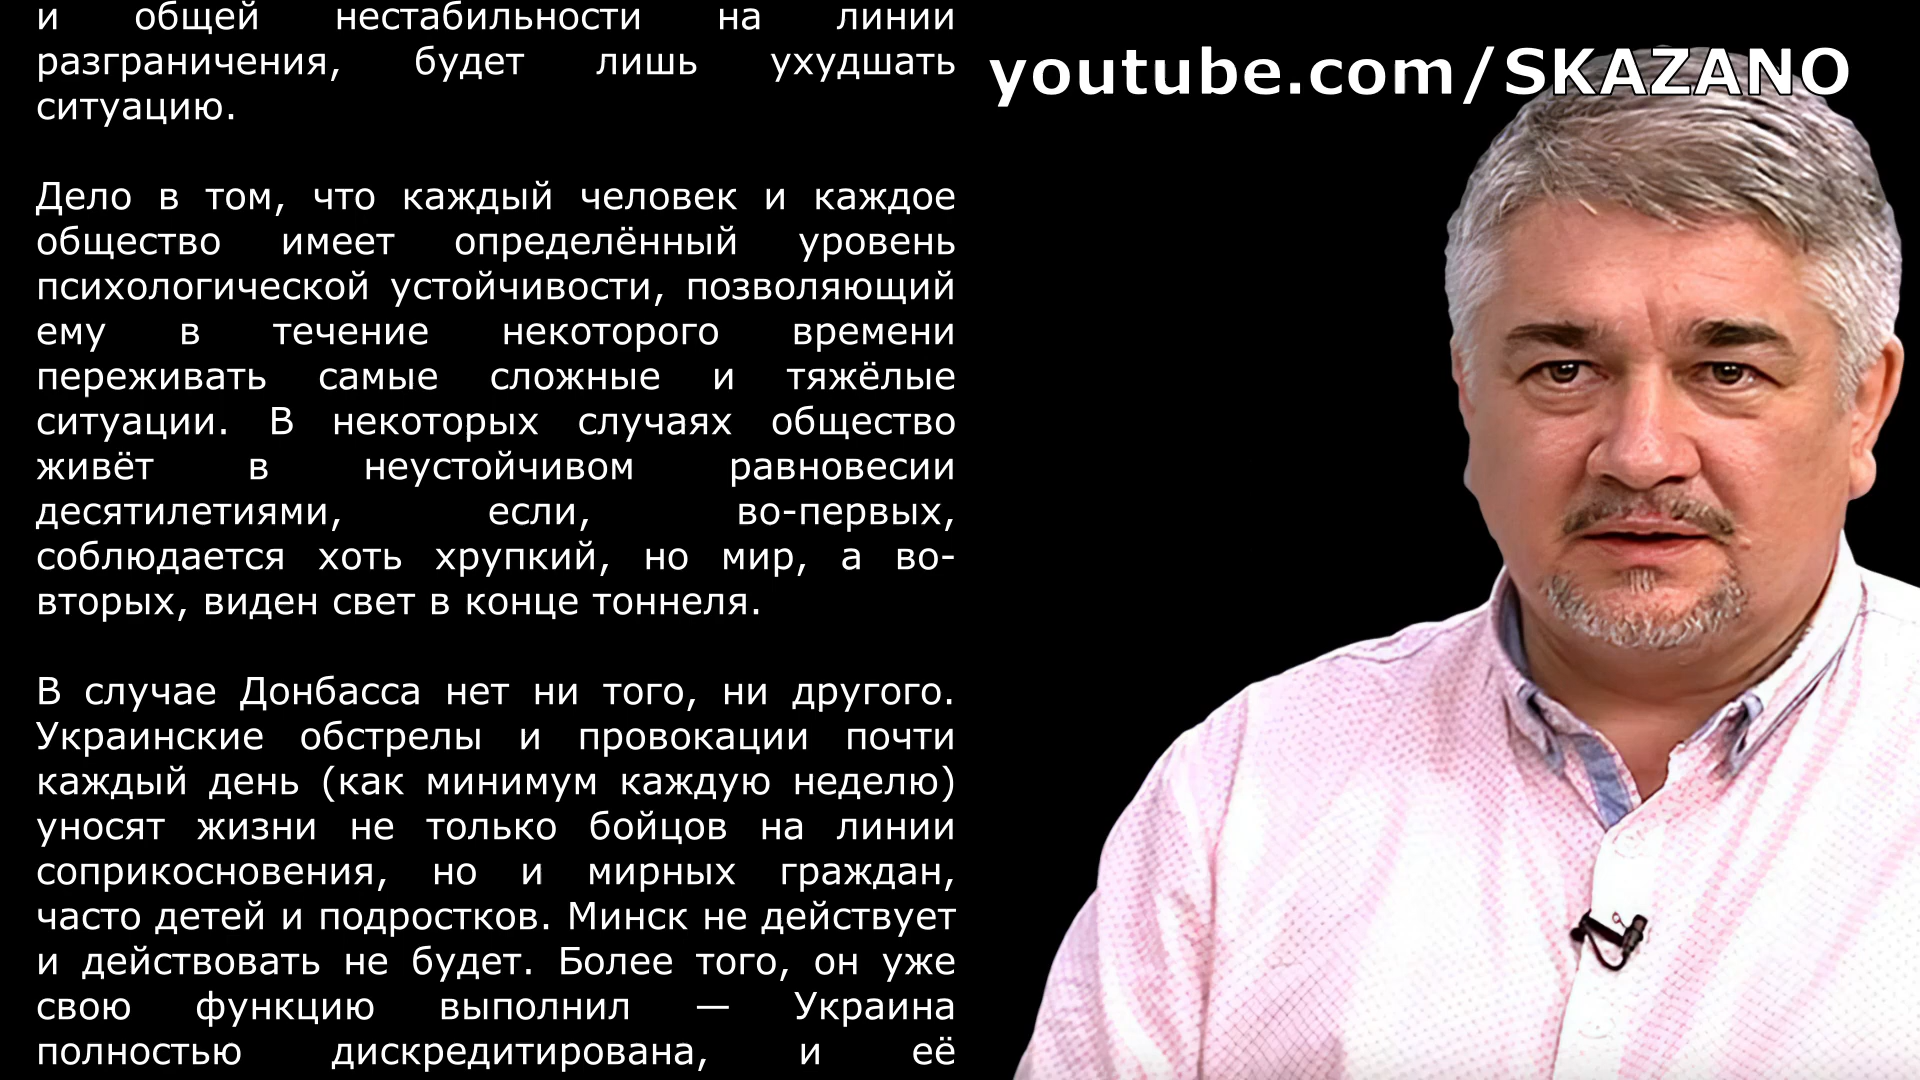 и общей нестабильности на линии
разграничения, будет лишь ухудшать
ситуацию.
Дело в том, что каждый человек и каждое
общество имеет определённый уровень
психологической устойчивости, позволяющий
ему в течение некоторого времени
переживать самые сложные и тяжёлые
ситуации. В некоторых случаях общество
живёт в неустойчивом равновесии
десятилетиями, если, во-первых,
соблюдается хоть хрупкий, но мир, а во-
вторых, виден свет в конце тоннеля.
В случае Донбасса нет ни того, ни другого.
Украинские обстрелы и провокации почти
каждый день (как минимум каждую неделю)
уносят жизни не только бойцов на линии
соприкосновения, но и мирных граждан,
часто детей и подростков. Минск не действует
и действовать не будет. Более того, он уже
свою функцию выполнил — Украина
полностью дискредитирована, и её
youtube.com/SKAZANO